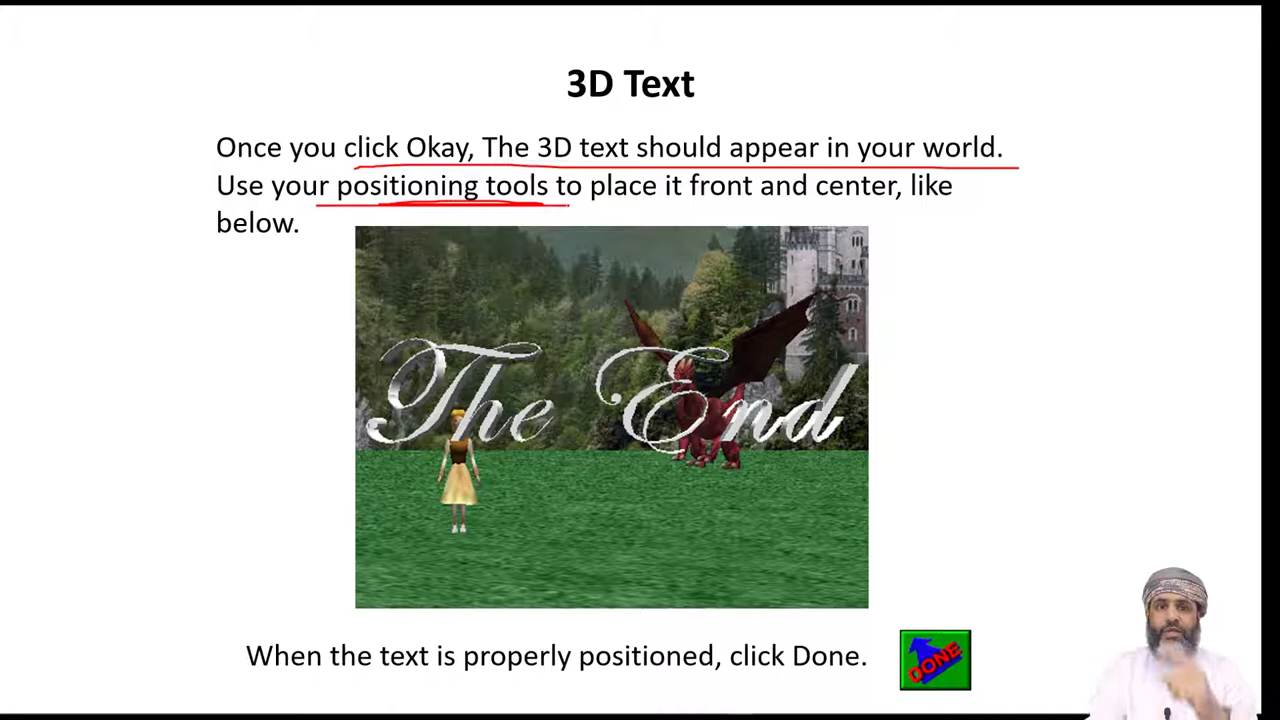 3D Text
Once you click Okay, The 3D text should appear in your world.
Use your positioning tools to place it front and center, like
below.
The End
When the text is properly positioned, click Done.
DONE